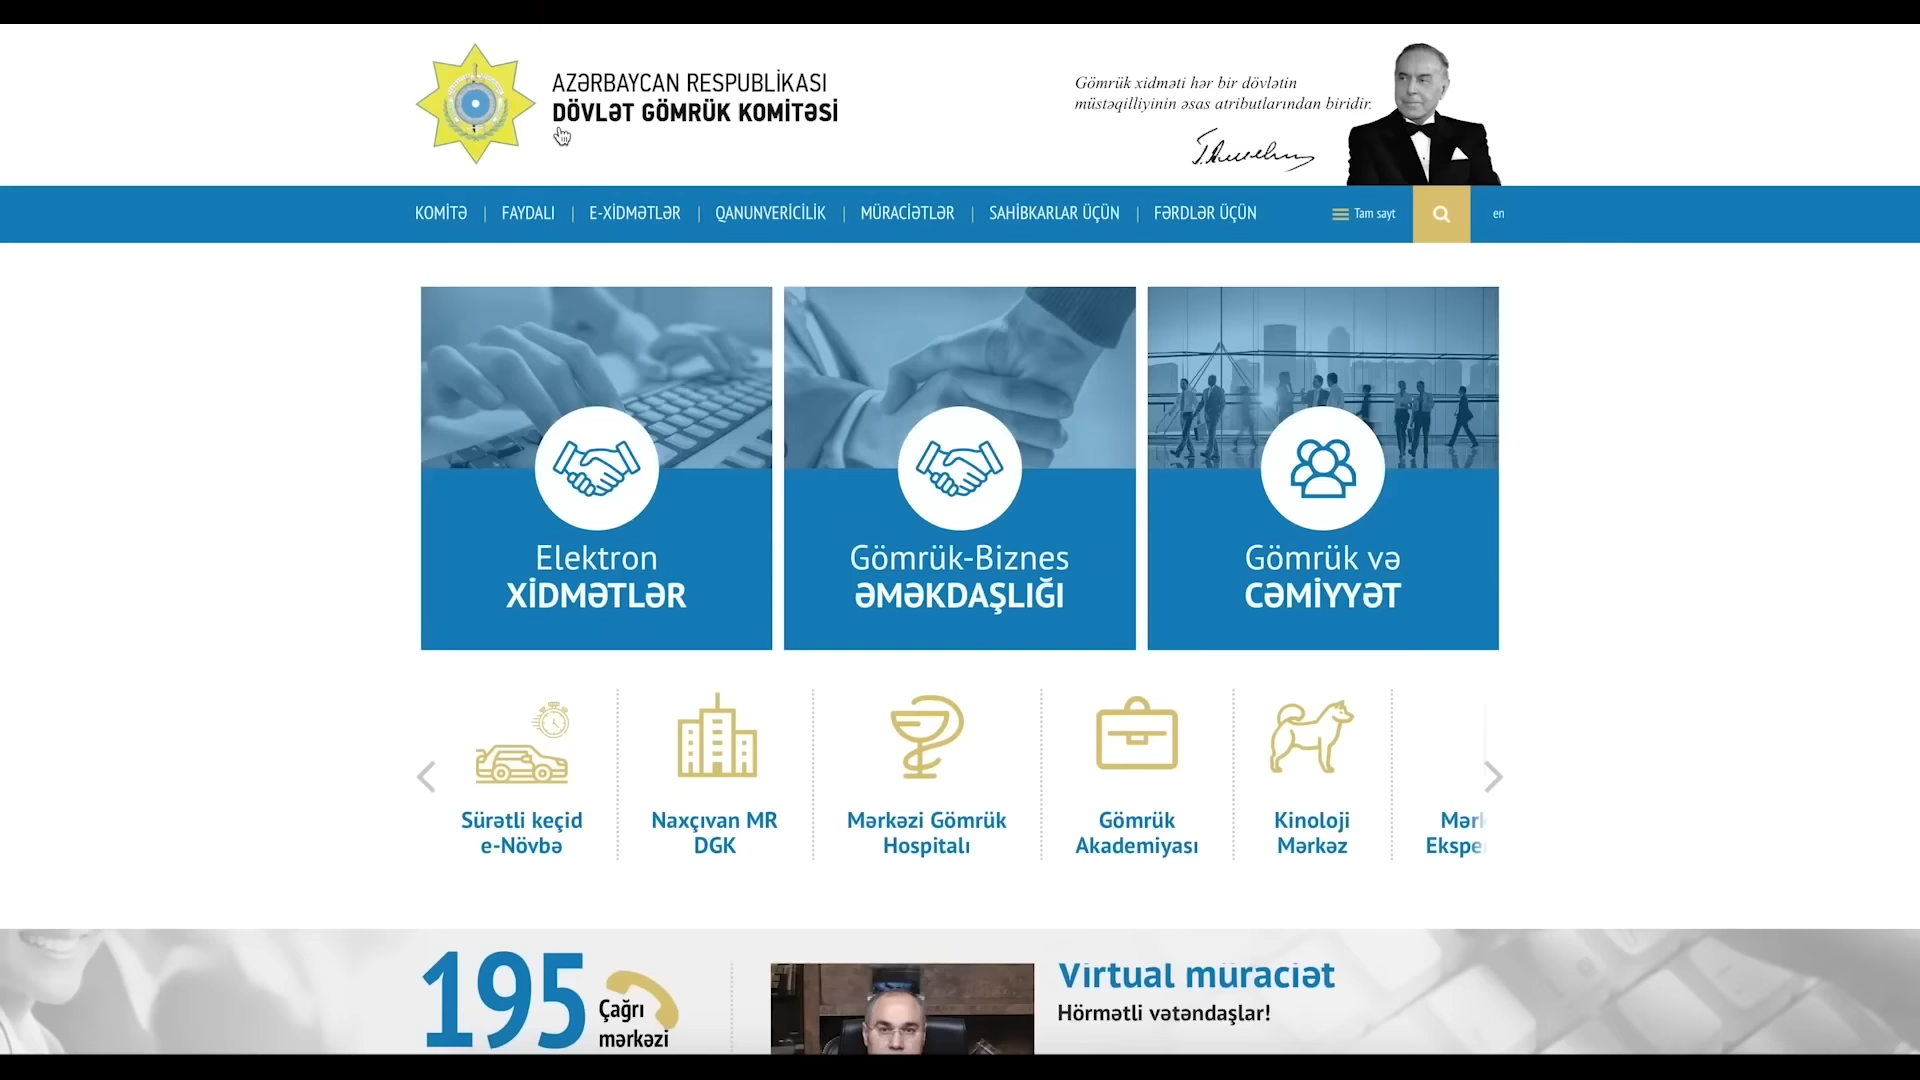 AZƏRBAYCAN RESPUBLİKASI
DÖVLƏT GÖMRÜK KOMİTƏSİ
Gömrük xidməti hər bir dövlətin
müstəqilliyinin əsas atributlarından biridir.
KOMİTƏ | FAYDALI | E-XİDMƏTLƏR | QANUNVERİCİLİK | MÜRACİƏTLƏR | SAHİBKARLAR ÜÇÜN | FƏRDLƏR ÜÇÜN
Tam sayt
en
Elektron
XİDMƏTLƏR
Gömrük-Biznes
ƏMƏKDAŞLIĞI
Gömrük və
CƏMİYYƏT
Sürətli keçid
e-Növbə
Naxçıvan MR
DGK
Mərkəzi Gömrük
Hospitalı
Gömrük
Akademiyası
Kinoloji
Mərkəz
195
Çağrı
mərkəzi
Virtual müraciət
Hörmətli vətəndaşlar!